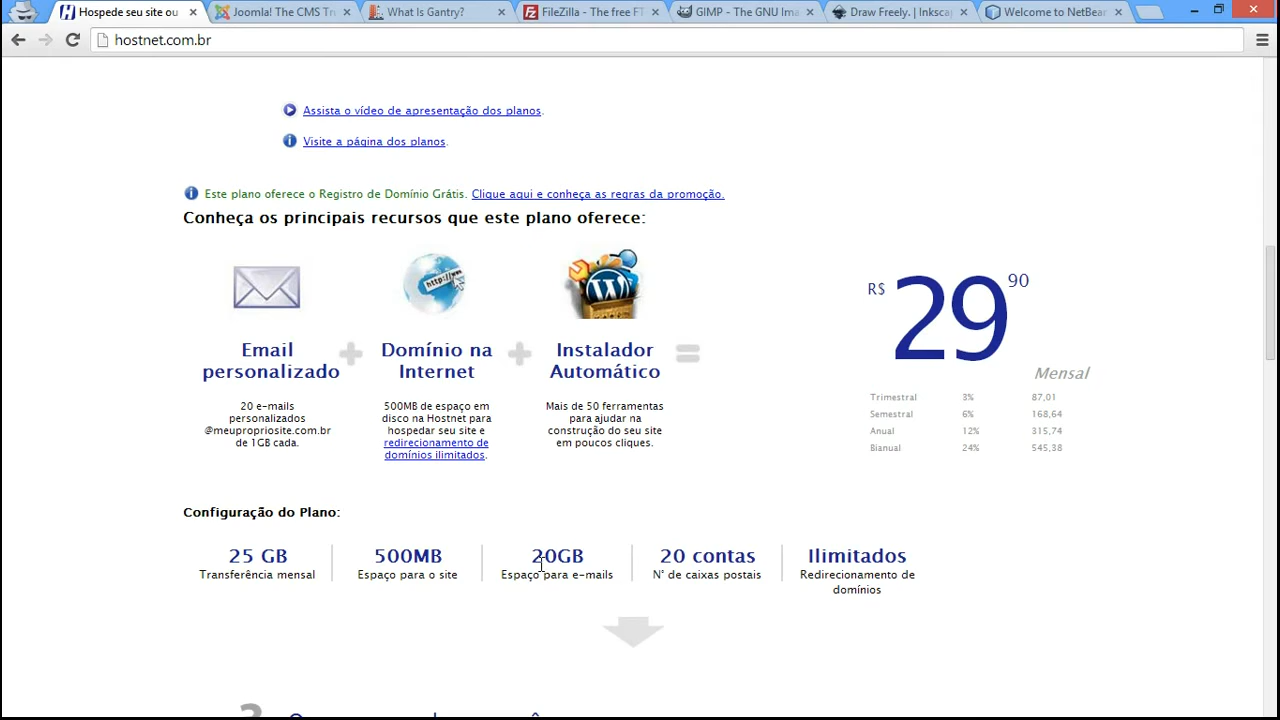 Hospede seu site ou
Joomla! The CMS Tr
What Is Gantry?
FileZilla - The free FT
GIMP - The GNU Ima
Draw Freely. | Inksca
Welcome to NetBear
hostnet.com.br
Assista o vídeo de apresentação dos planos.
Visite a página dos planos.
Este plano oferece o Registro de Domínio Grátis. Clique aqui e conheça as regras da promoção.
Conheça os principais recursos que este plano oferece:
http://www
W
Email
personalizado
20 e-mails
personalizados
@meupropriosite.com.br
de 1GB cada.
+
Domínio na
Internet
500MB de espaço em
disco na Hostnet para
hospedar seu site e
redirecionamento de
domínios ilimitados.
+
Instalador
Automático
Mais de 50 ferramentas
para ajudar na
construção do seu site
em poucos cliques.
=
R$ 29 90
Mensal
Trimestral 3% 87,01
Semestral 6% 168,64
Anual 12% 315,74
Bianual 24% 545,38
Configuração do Plano:
25 GB
Transferência mensal
500MB
Espaço para o site
20GB
Espaço para e-mails
20 contas
N° de caixas postais
Ilimitados
Redirecionamento de
domínios